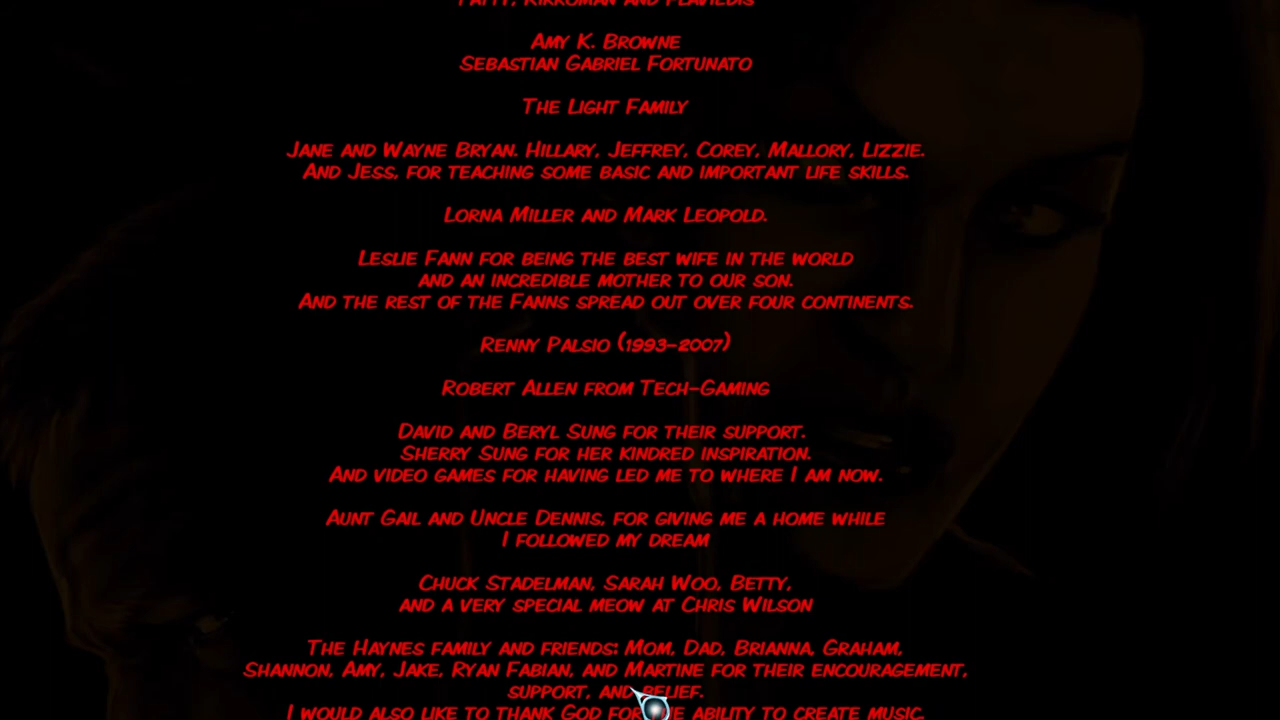 Patty, Kirkoman and Flaviedis
Amy K. Browne
Sebastian Gabriel Fortunato
The Light Family
Jane and Wayne Bryan. Hillary, Jeffrey, Corey, Mallory, Lizzie.
And Jess, for teaching some basic and important life skills.
Lorna Miller and Mark Leopold.
Leslie Fann for being the best wife in the world
and an incredible mother to our son.
And the rest of the Fanns spread out over four continents.
Renny Palsio (1993-2007)
Robert Allen from Tech-Gaming
David and Beryl Sung for their support.
Sherry Sung for her kindred inspiration.
And video games for having led me to where I am now.
Aunt Gail and Uncle Dennis, for giving me a home while
I followed my dream
Chuck Stadelman, Sarah Woo, Betty,
and a very special meow at Chris Wilson
The Haynes family and friends: Mom, Dad, Brianna, Graham,
Shannon, Amy, Jake, Ryan Fabian, and Martine for their encouragement,
support, and belief.
I would also like to thank God for the ability to create music.